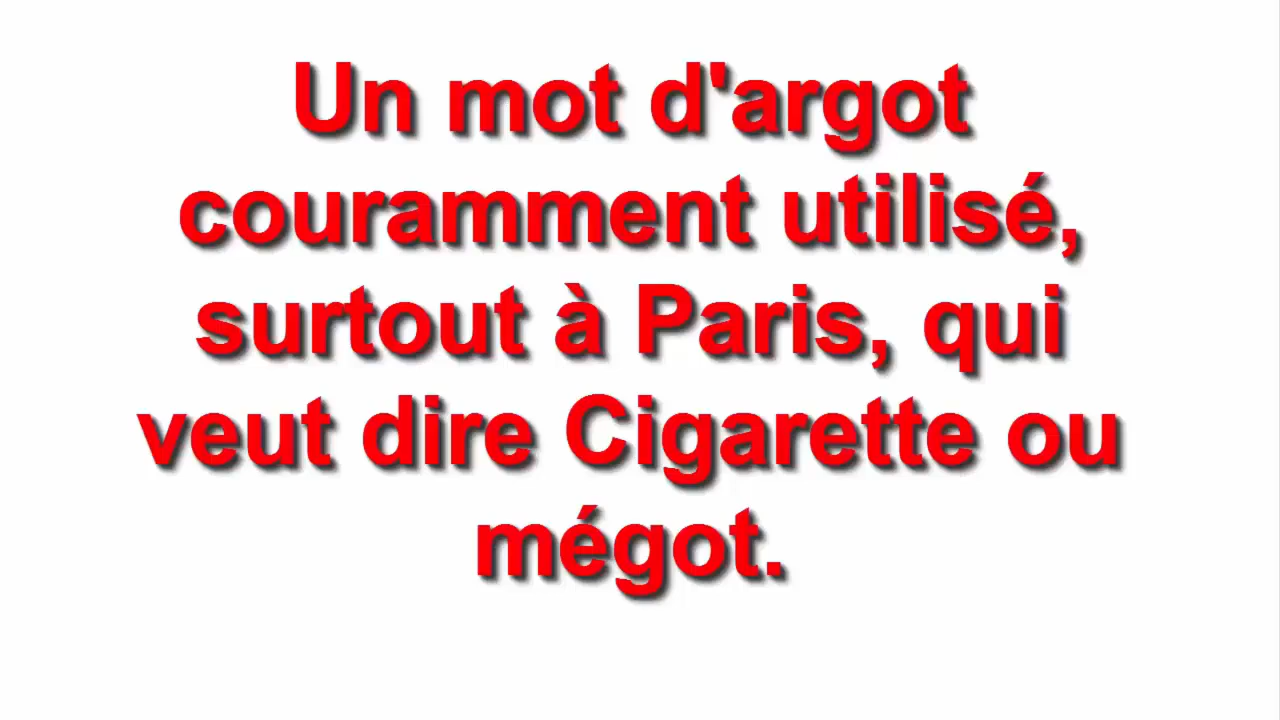 Un mot d'argot
couramment utilisé,
surtout à Paris, qui
veut dire Cigarette ou
mégot.